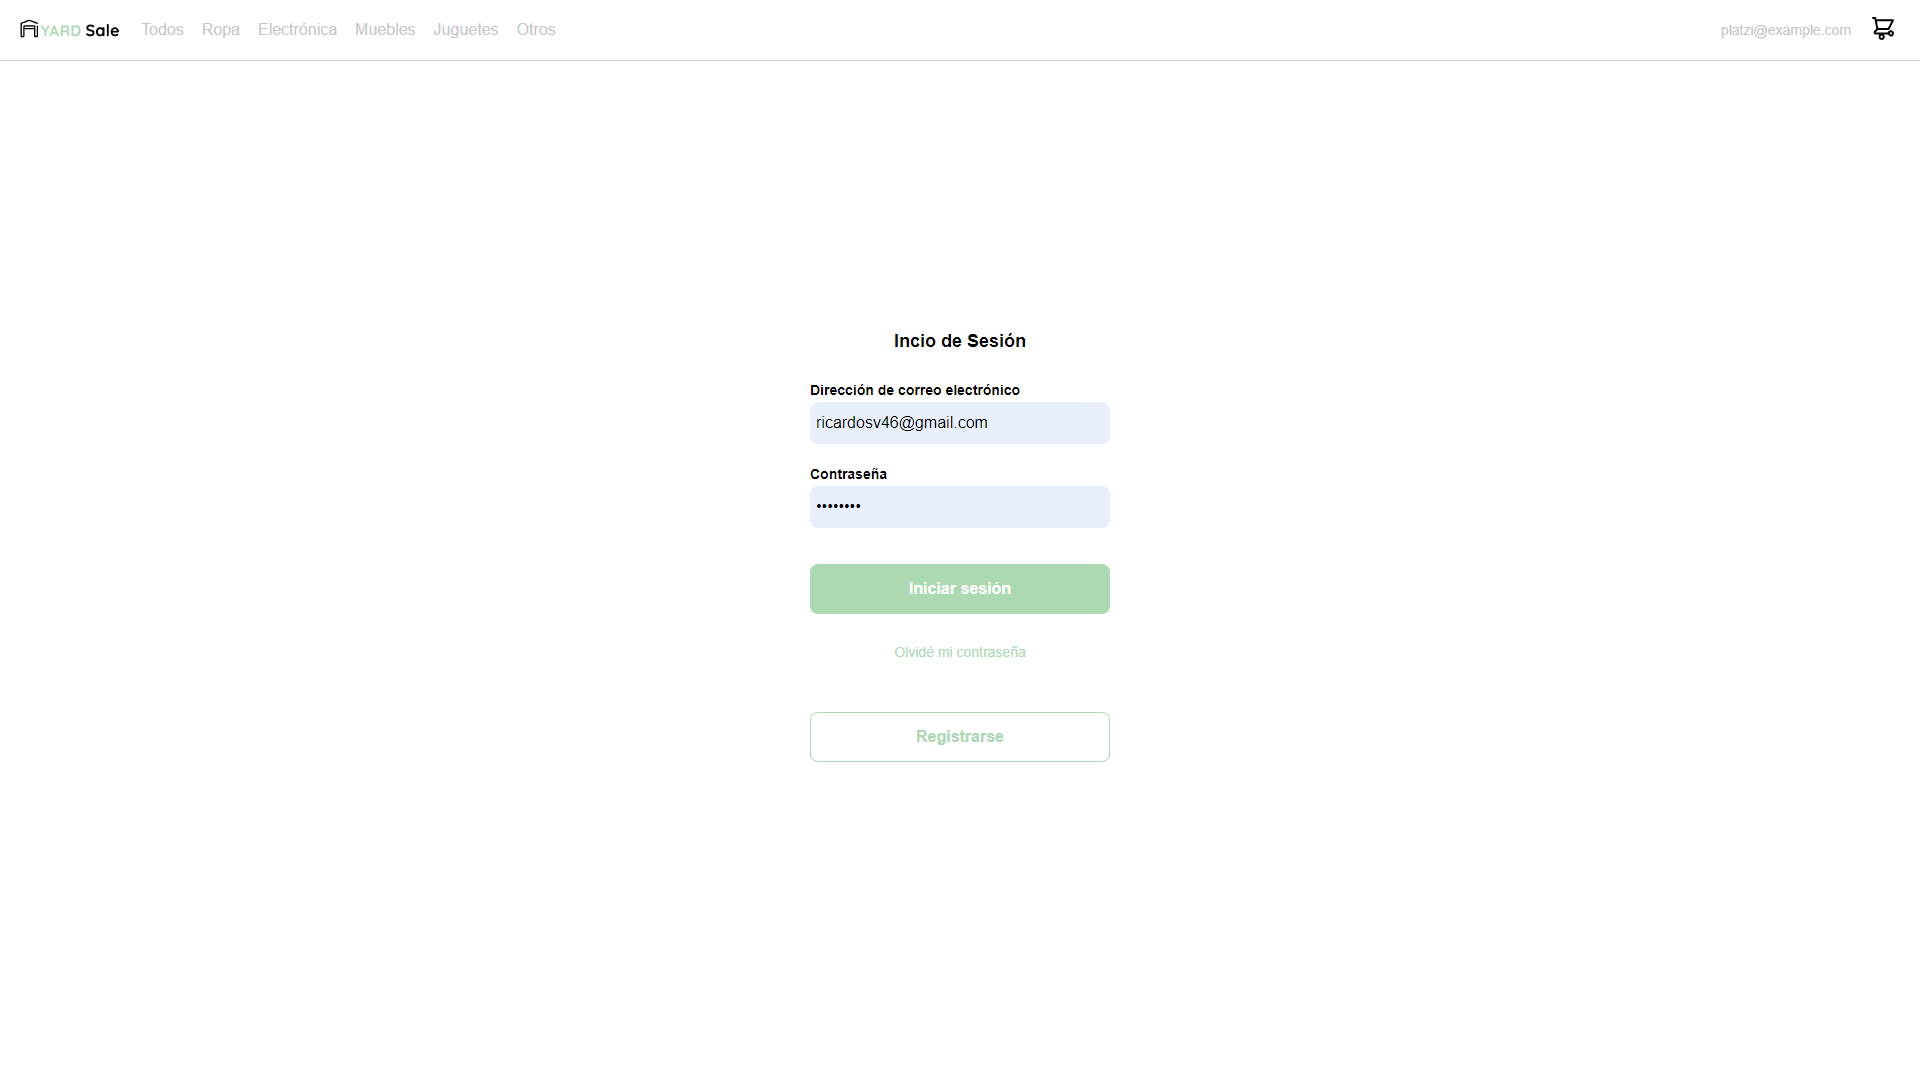 YARD Sale Todos Ropa Electrónica Muebles Juguetes Otros platzi@example.com
Incio de Sesión
Dirección de correo electrónico
ricardosv46@gmail.com
Contraseña
••••••••
Iniciar sesión
Olvidé mi contraseña
Registrarse